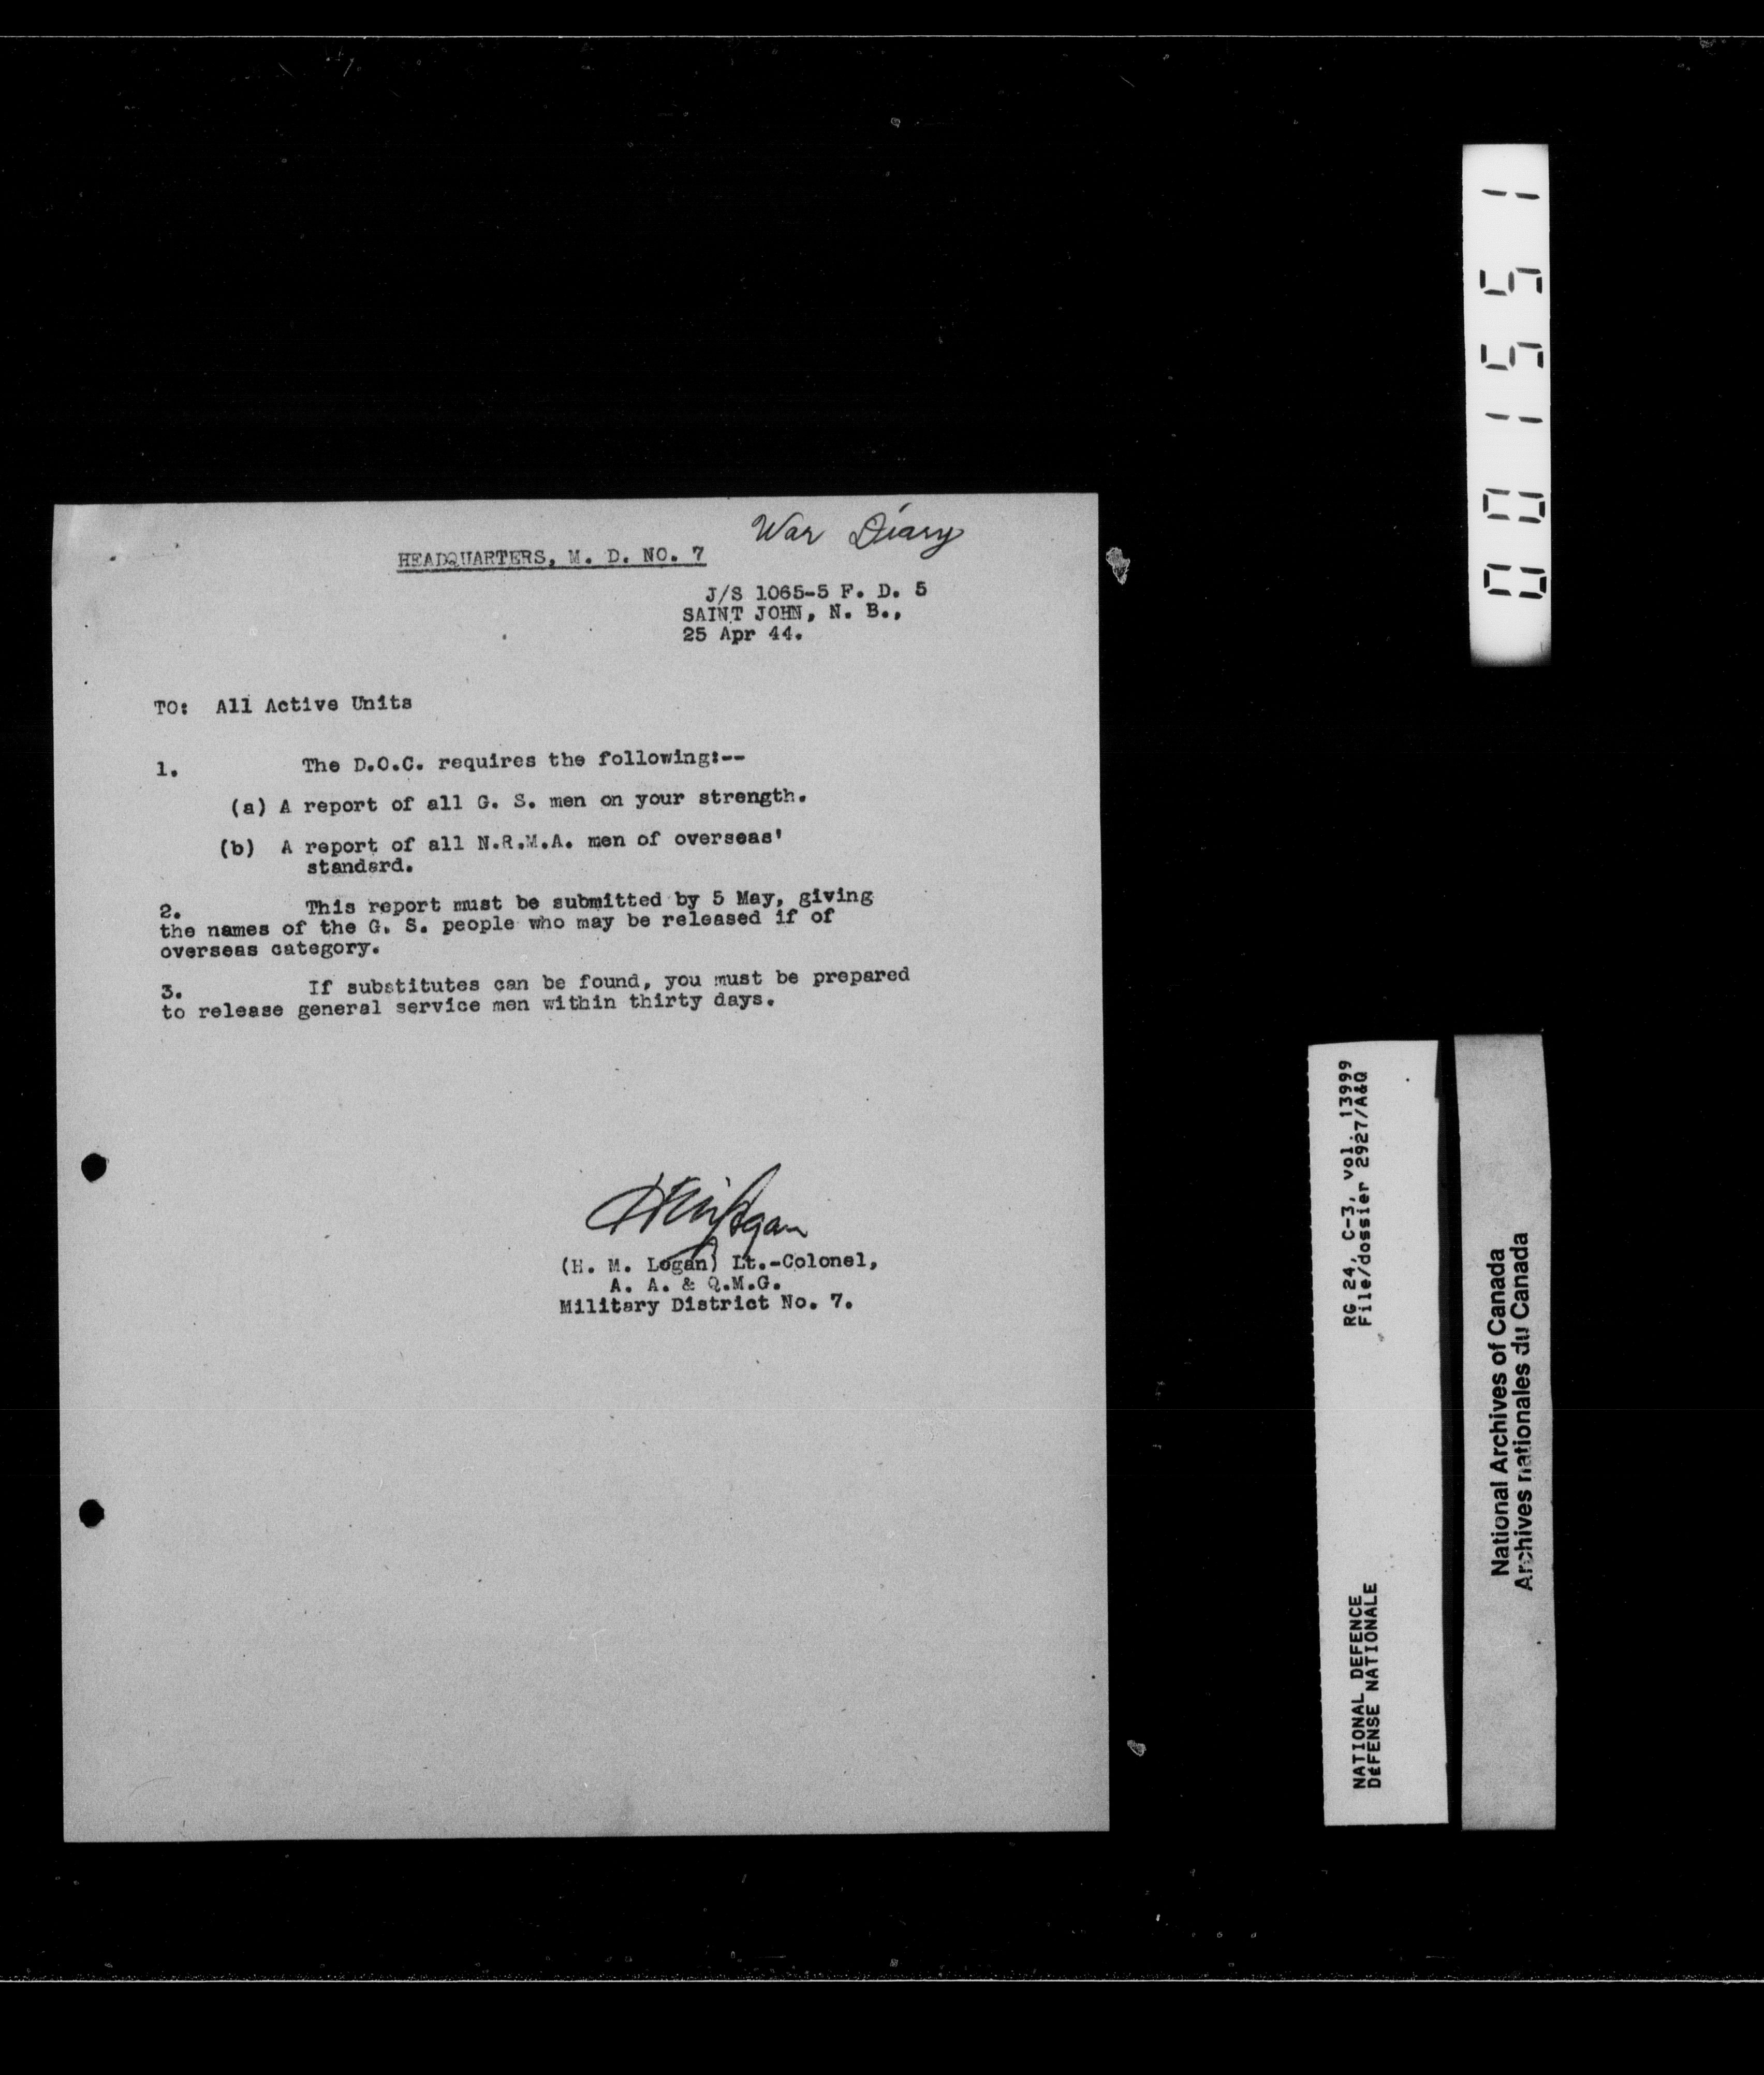 War Diary
HEADQUARTERS, M. D. NO. 7
J/S 1065-5 F. D. 5
SAINT JOHN, N. B.,
25 Apr 44.
TO: All Active Units
1. The D.O.C. requires the following:--
(a) A report of all G. S. men on your strength.
(b) A report of all N.R.M.A. men of overseas'
standard.
2. This report must be submitted by 5 May, giving
the names of the G. S. people who may be released if of
overseas category.
3. If substitutes can be found, you must be prepared
to release general service men within thirty days.
HM Logan
(H. M. Logan) Lt.-Colonel,
A. A. & Q.M.G.
Military District No. 7.
001551
RG 24, C-3, vol. 13999
File/dossier 2927/A&Q
NATIONAL DEFENCE
DÉFENSE NATIONALE
National Archives of Canada
Archives nationales du Canada